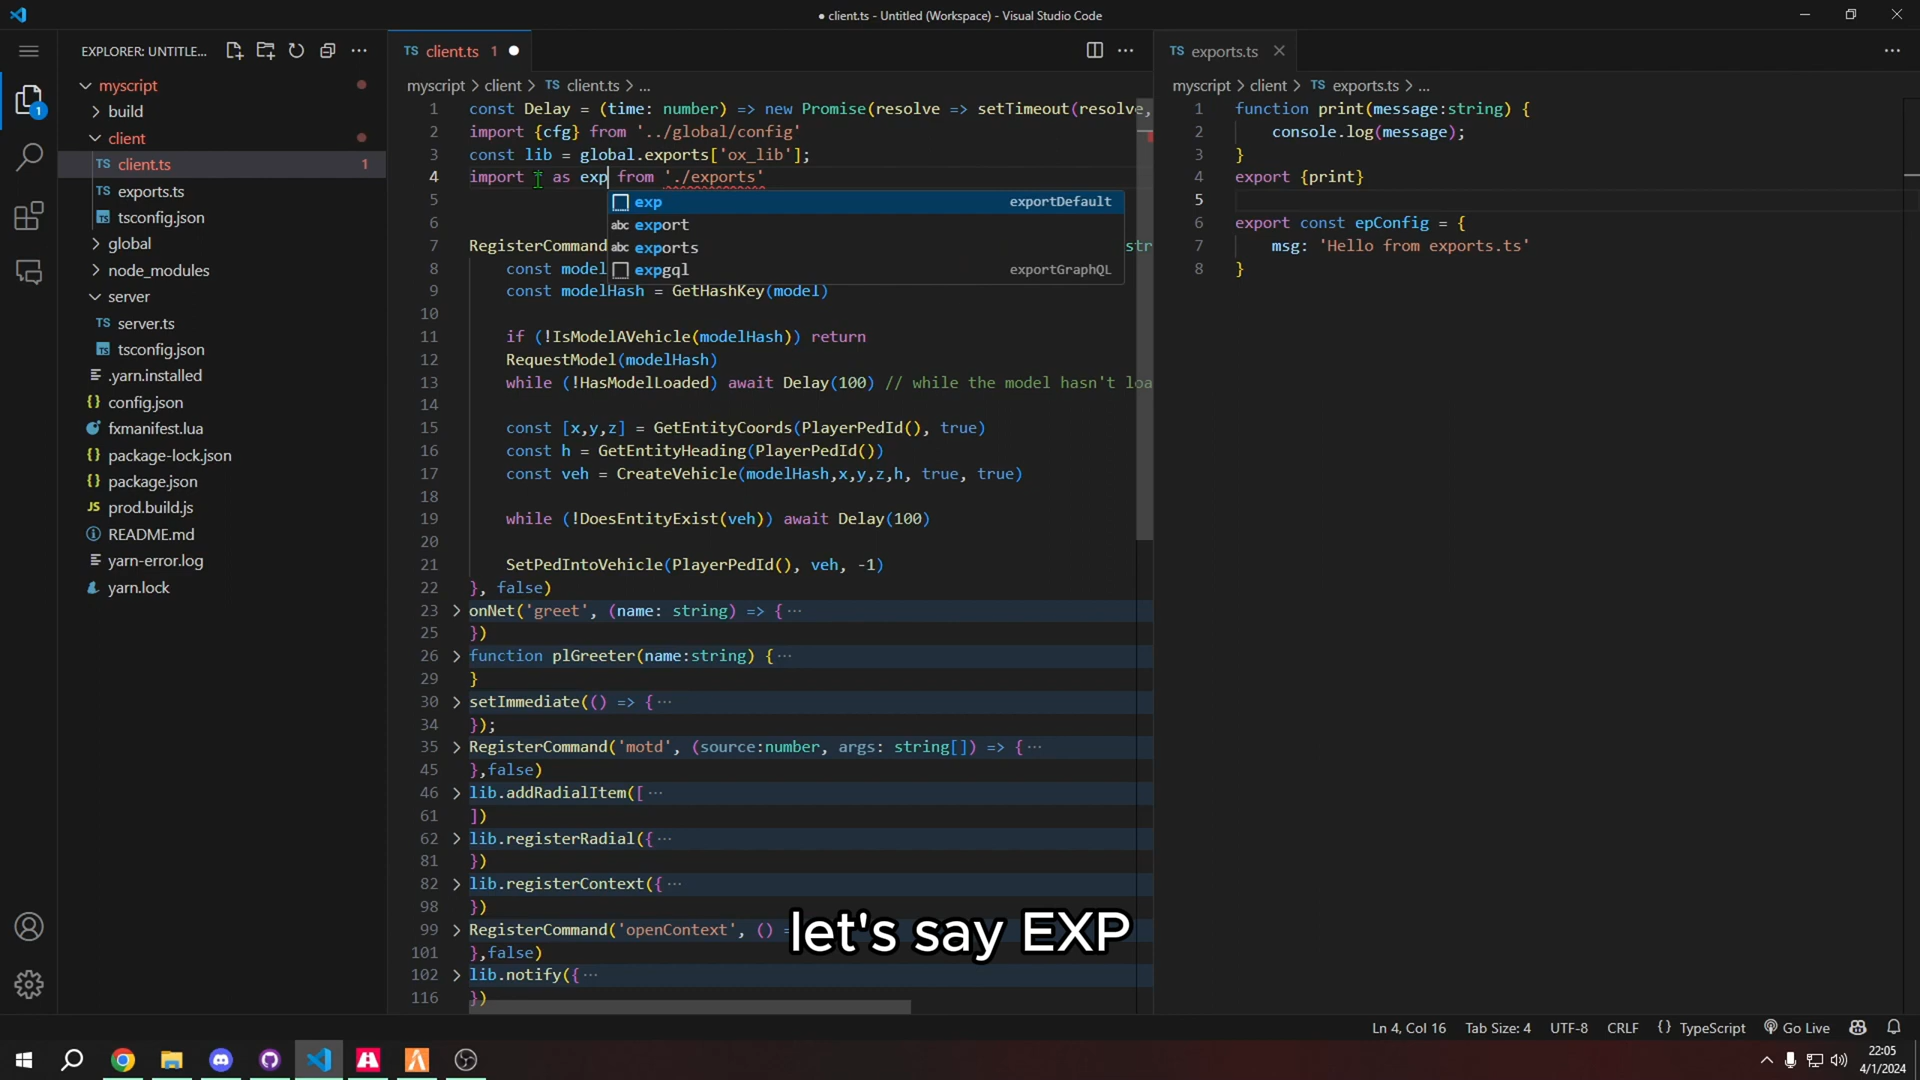 ● client.ts - Untitled (Workspace) - Visual Studio Code
EXPLORER: UNTITLE...
myscript
build
client
TS client.ts 1
TS exports.ts
tsconfig.json
global
node_modules
server
TS server.ts
tsconfig.json
.yarn.installed
{} config.json
fxmanifest.lua
{} package-lock.json
{} package.json
JS prod.build.js
README.md
yarn-error.log
yarn.lock
1
TS client.ts 1 ●
myscript > client > TS client.ts > ...
1 const Delay = (time: number) => new Promise(resolve => setTimeout(resolve,
2 import {cfg} from '../global/config'
3 const lib = global.exports['ox_lib'];
4 import * as exp from './exports'
exp exportDefault
abc export
abc exports
expgql exportGraphQL
5
6
7 RegisterCommand str
8 const model
9 const modelHash = GetHashKey(model)
10
11 if (!IsModelAVehicle(modelHash)) return
12 RequestModel(modelHash)
13 while (!HasModelLoaded) await Delay(100) // while the model hasn't loa
14
15 const [x,y,z] = GetEntityCoords(PlayerPedId(), true)
16 const h = GetEntityHeading(PlayerPedId())
17 const veh = CreateVehicle(modelHash,x,y,z,h, true, true)
18
19 while (!DoesEntityExist(veh)) await Delay(100)
20
21 SetPedIntoVehicle(PlayerPedId(), veh, -1)
22 }, false)
23 onNet('greet', (name: string) => { ...
25 })
26 function plGreeter(name:string) { ...
29 }
30 setImmediate(() => { ...
34 });
35 RegisterCommand('motd', (source:number, args: string[]) => { ...
45 },false)
46 lib.addRadialItem([ ...
61 ])
62 lib.registerRadial({ ...
81 })
82 lib.registerContext({ ...
98 })
99 RegisterCommand('openContext', () =
101 },false)
102 lib.notify({ ...
116 })
TS exports.ts
myscript > client > TS exports.ts > ...
1 function print(message:string) {
2 console.log(message);
3 }
4 export {print}
5
6 export const epConfig = {
7 msg: 'Hello from exports.ts'
8 }
let's say EXP
Ln 4, Col 16 Tab Size: 4 UTF-8 CRLF {} TypeScript Go Live
22:05
4/1/2024